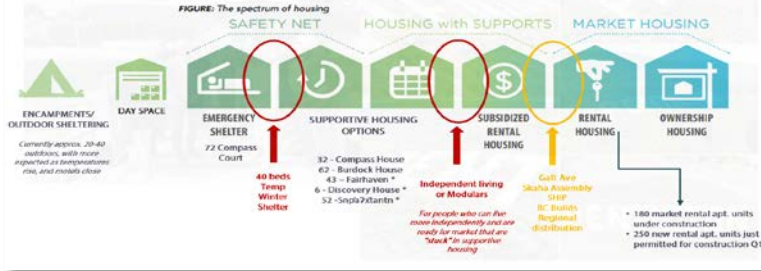 FIGURE: The spectrum of housing
SAFETY NET
HOUSING with SUPPORTS
MARKET HOUSING
ENCAMPMENTS/
OUTDOOR SHELTERING
Currently approx. 20-40
outdoors, with more
expected as temperatures
rise, and motels close
DAY SPACE
EMERGENCY
SHELTER
72 Compass
Court
40 beds
Temp
Winter
Shelter
SUPPORTIVE HOUSING
OPTIONS
32 - Compass House
62 - Burdock House
43 – Fairhaven *
6 - Discovery House *
52 -Snpaʔxtantn *
Independent living
or Modulars
For people who can live
more independently and are
ready for market that are
"stuck" in supportive
housing
SUBSIDIZED
RENTAL
HOUSING
Galt Ave
Skaha Assembly
SHIP
BC Builds
Regional
distribution
RENTAL
HOUSING
OWNERSHIP
HOUSING
• 180 market rental apt. units
under construction
• 250 new rental apt. units just
permitted for construction Q1